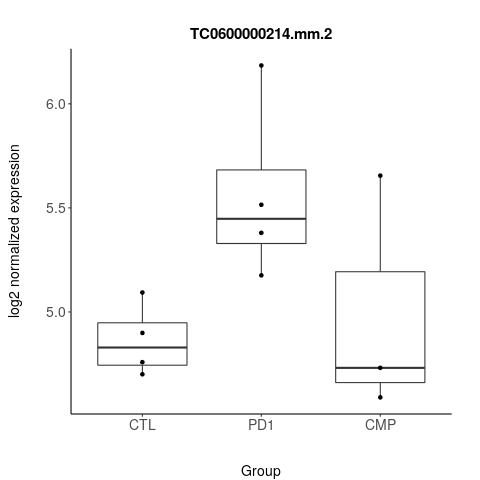 TC0600000214.mm.2
log2 normalized expression
6.0
5.5
5.0
CTL
PD1
CMP
Group